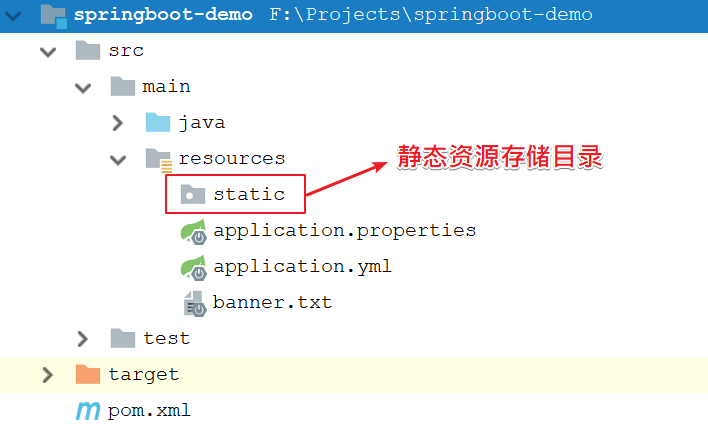 springboot-demo F:\Projects\springboot-demo
src
main
java
resources
静态资源存储目录
static
application.properties
application.yml
banner.txt
test
target
m pom.xml